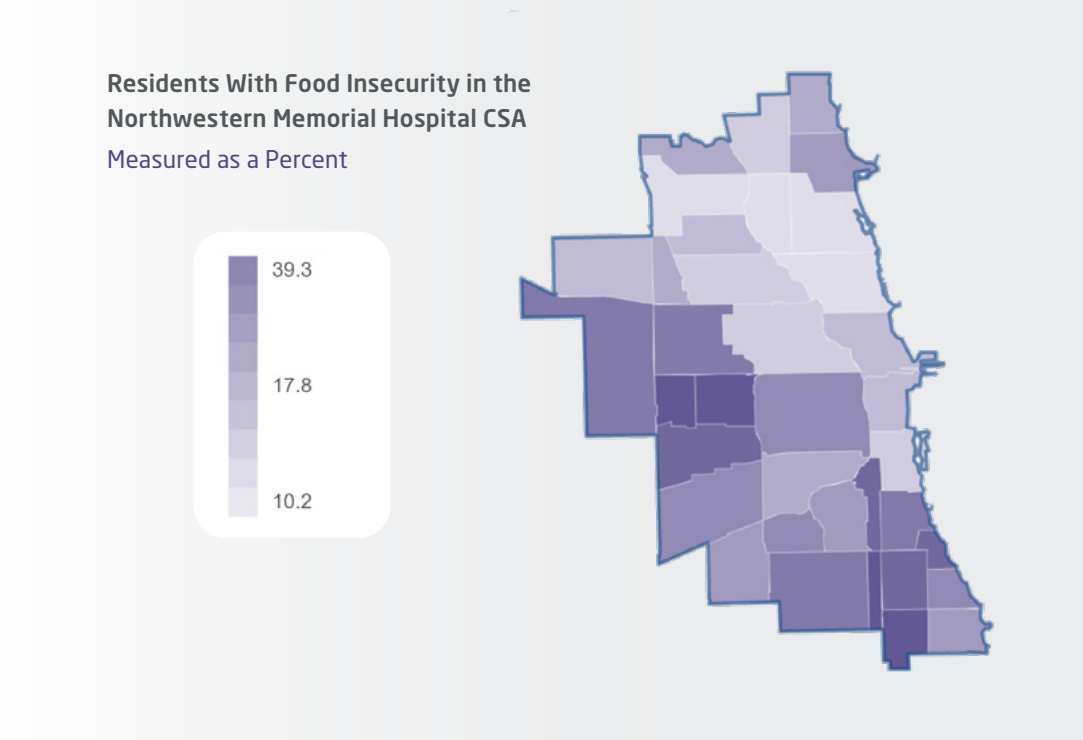 Residents With Food Insecurity in the
Northwestern Memorial Hospital CSA
Measured as a Percent
39.3
17.8
10.2